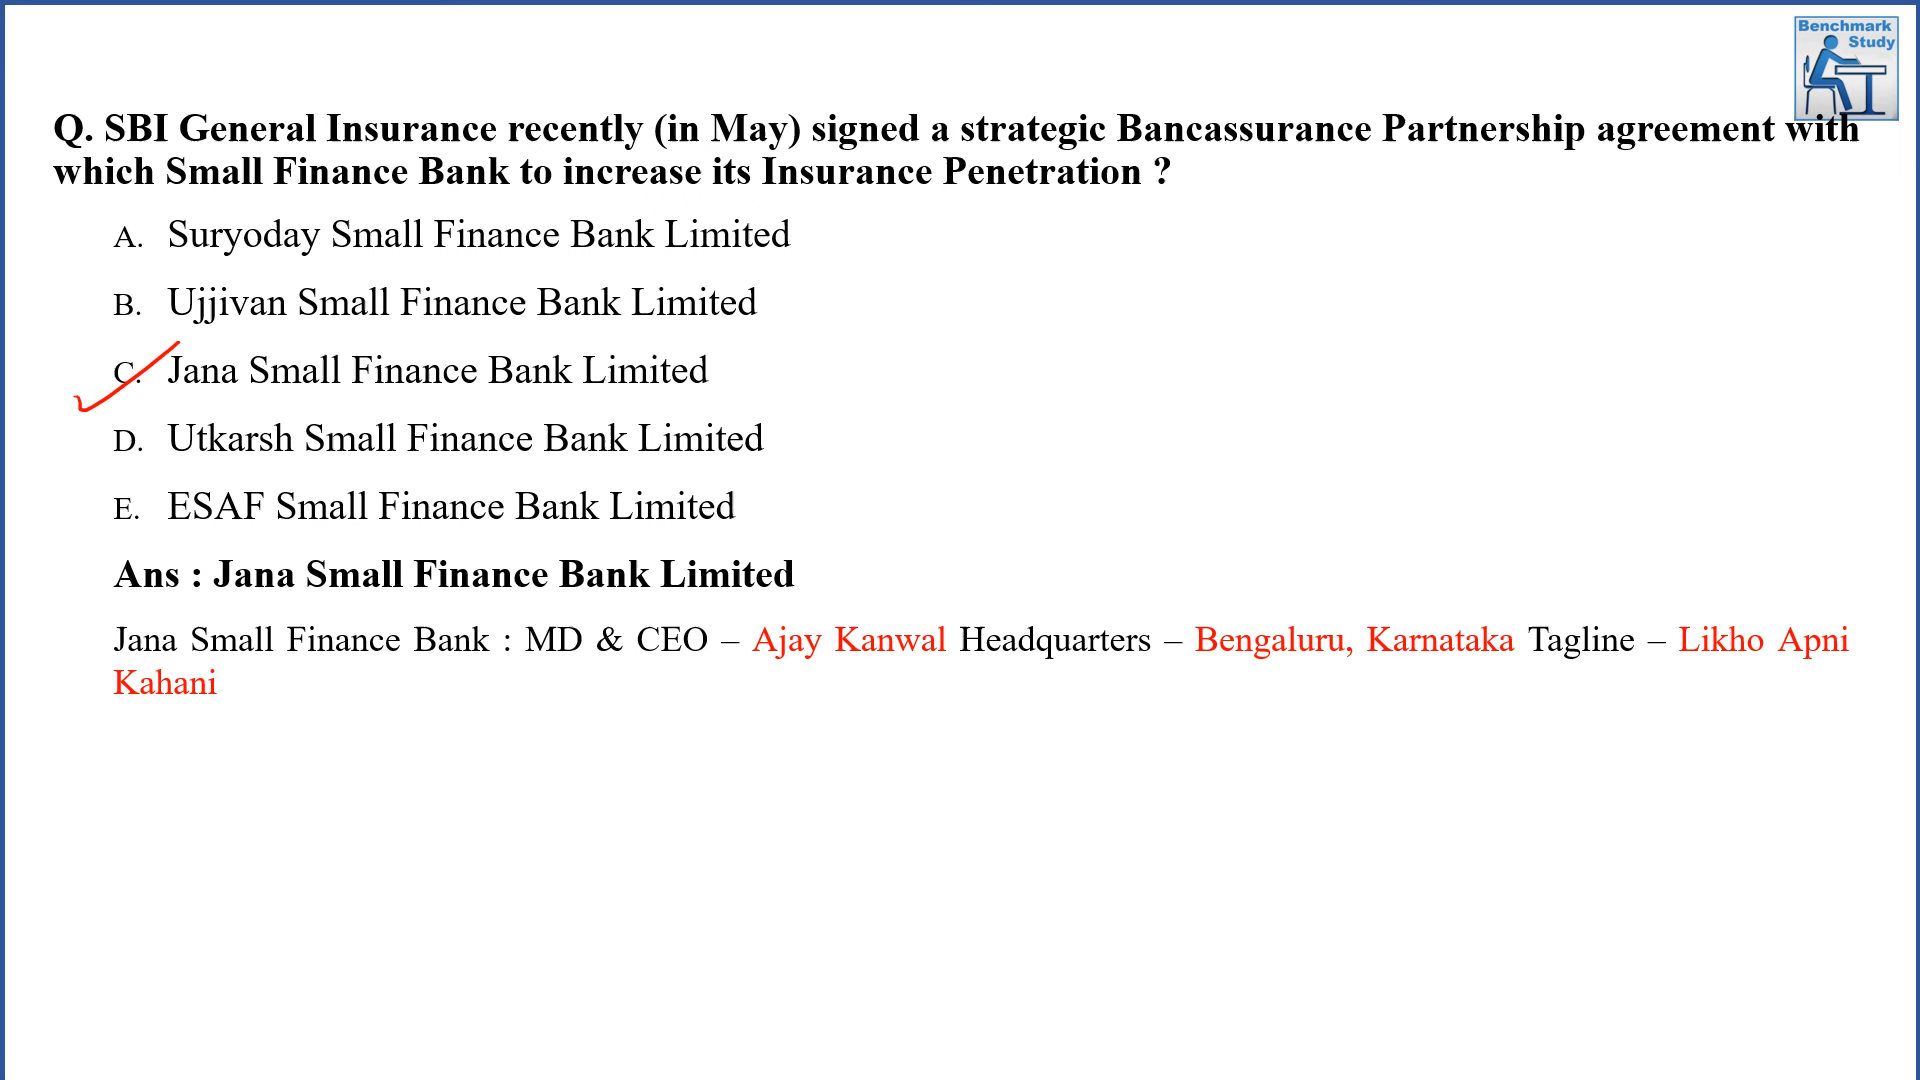 Benchmark
Study
Q. SBI General Insurance recently (in May) signed a strategic Bancassurance Partnership agreement with
which Small Finance Bank to increase its Insurance Penetration ?
A. Suryoday Small Finance Bank Limited
B. Ujjivan Small Finance Bank Limited
C. Jana Small Finance Bank Limited
D. Utkarsh Small Finance Bank Limited
E. ESAF Small Finance Bank Limited
Ans : Jana Small Finance Bank Limited
Jana Small Finance Bank : MD & CEO – Ajay Kanwal Headquarters – Bengaluru, Karnataka Tagline – Likho Apni
Kahani